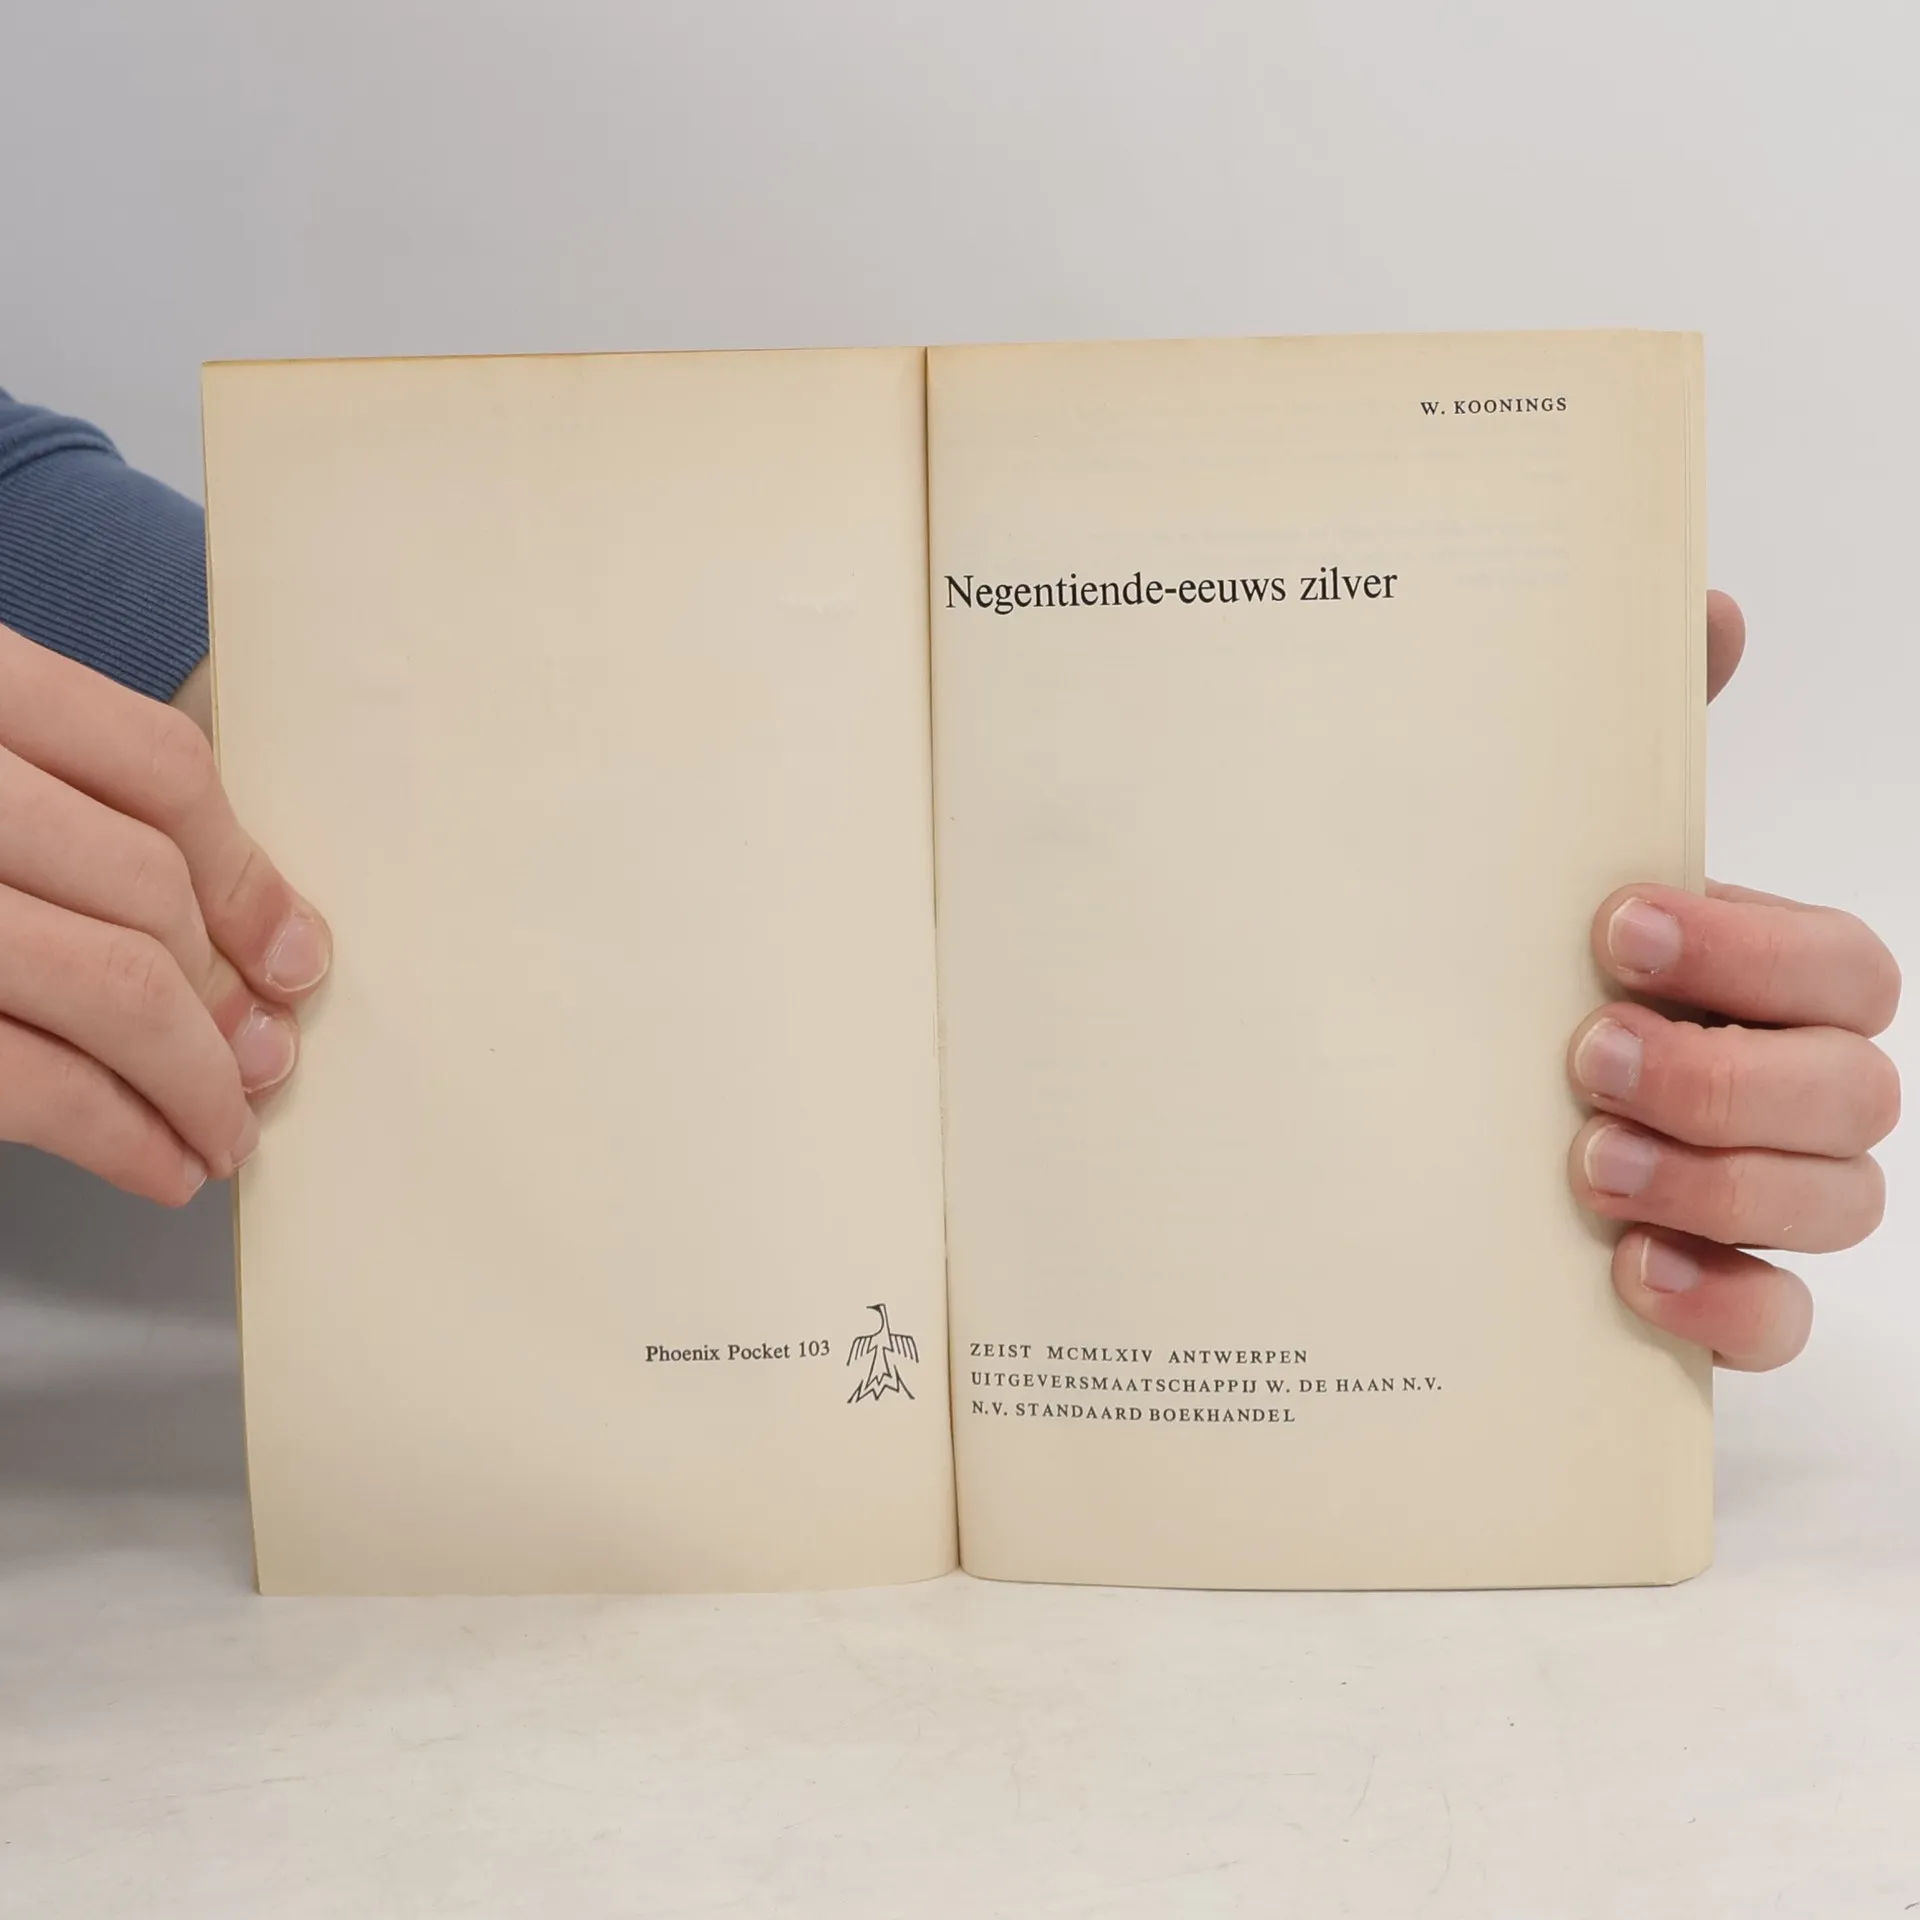 Phoenix Pocket 103
W. KOONINGS
Negentiende-eeuws zilver
ZEIST MCMLXIV ANTWERPEN
UITGEVERSMAATSCHAPPIJ W. DE HAAN N.V.
N.V. STANDAARD BOEKHANDEL